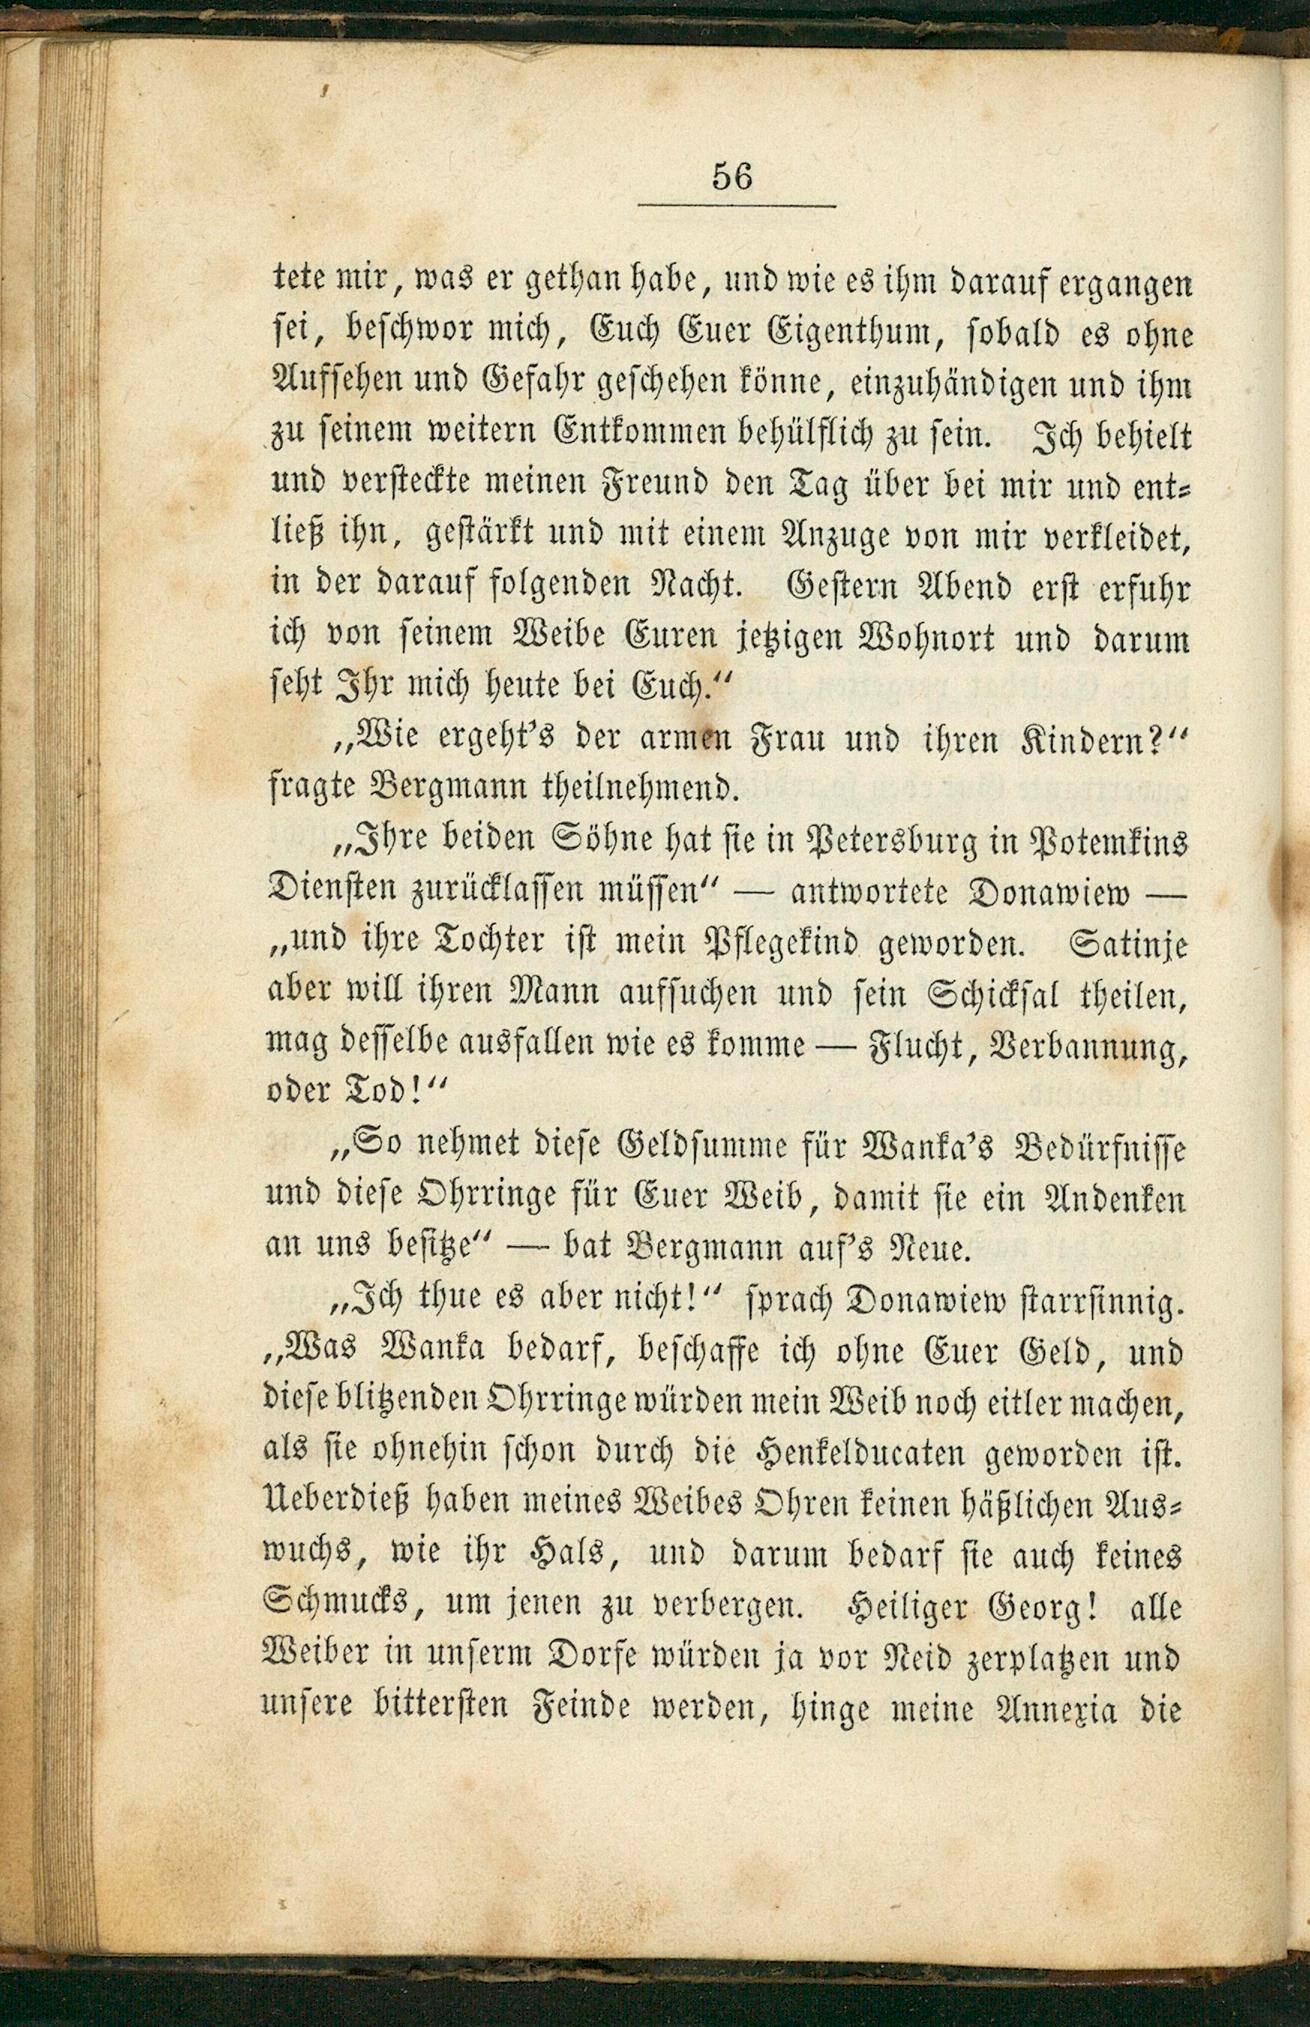 56
tete mir, was er gethan habe, und wie es ihm darauf ergangen
sei, beschwor mich, Euch Euer Eigenthum, sobald es ohne
Aufsehen und Gefahr geschehen könne, einzuhändigen und ihm
zu seinem weitern Entkommen behülflich zu sein. Ich behielt
und versteckte meinen Freund den Tag über bei mir und ent-
ließ ihn, gestärkt und mit einem Anzuge von mir verkleidet,
in der darauf folgenden Nacht. Gestern Abend erst erfuhr
ich von seinem Weibe Euren jetzigen Wohnort und darum
seht Ihr mich heute bei Euch.“
„Wie ergeht's der armen Frau und ihren Kindern?“
fragte Bergmann theilnehmend.
„Ihre beiden Söhne hat sie in Petersburg in Potemkins
Diensten zurücklassen müssen“ — antwortete Donawiew —
„und ihre Tochter ist mein Pflegekind geworden. Satinje
aber will ihren Mann aufsuchen und sein Schicksal theilen,
mag desselbe ausfallen wie es komme — Flucht, Verbannung,
oder Tod!“
„So nehmet diese Geldsumme für Wanka's Bedürfnisse
und diese Ohrringe für Euer Weib, damit sie ein Andenken
an uns besitze“ — bat Bergmann auf's Neue.
„Ich thue es aber nicht!“ sprach Donawiew starrsinnig.
„Was Wanka bedarf, beschaffe ich ohne Euer Geld, und
diese blitzenden Ohrringe würden mein Weib noch eitler machen,
als sie ohnehin schon durch die Henkelducaten geworden ist.
Ueberdieß haben meines Weibes Ohren keinen häßlichen Aus-
wuchs, wie ihr Hals, und darum bedarf sie auch keines
Schmucks, um jenen zu verbergen. Heiliger Georg! alle
Weiber in unserm Dorfe würden ja vor Neid zerplatzen und
unsere bittersten Feinde werden, hinge meine Annexia die